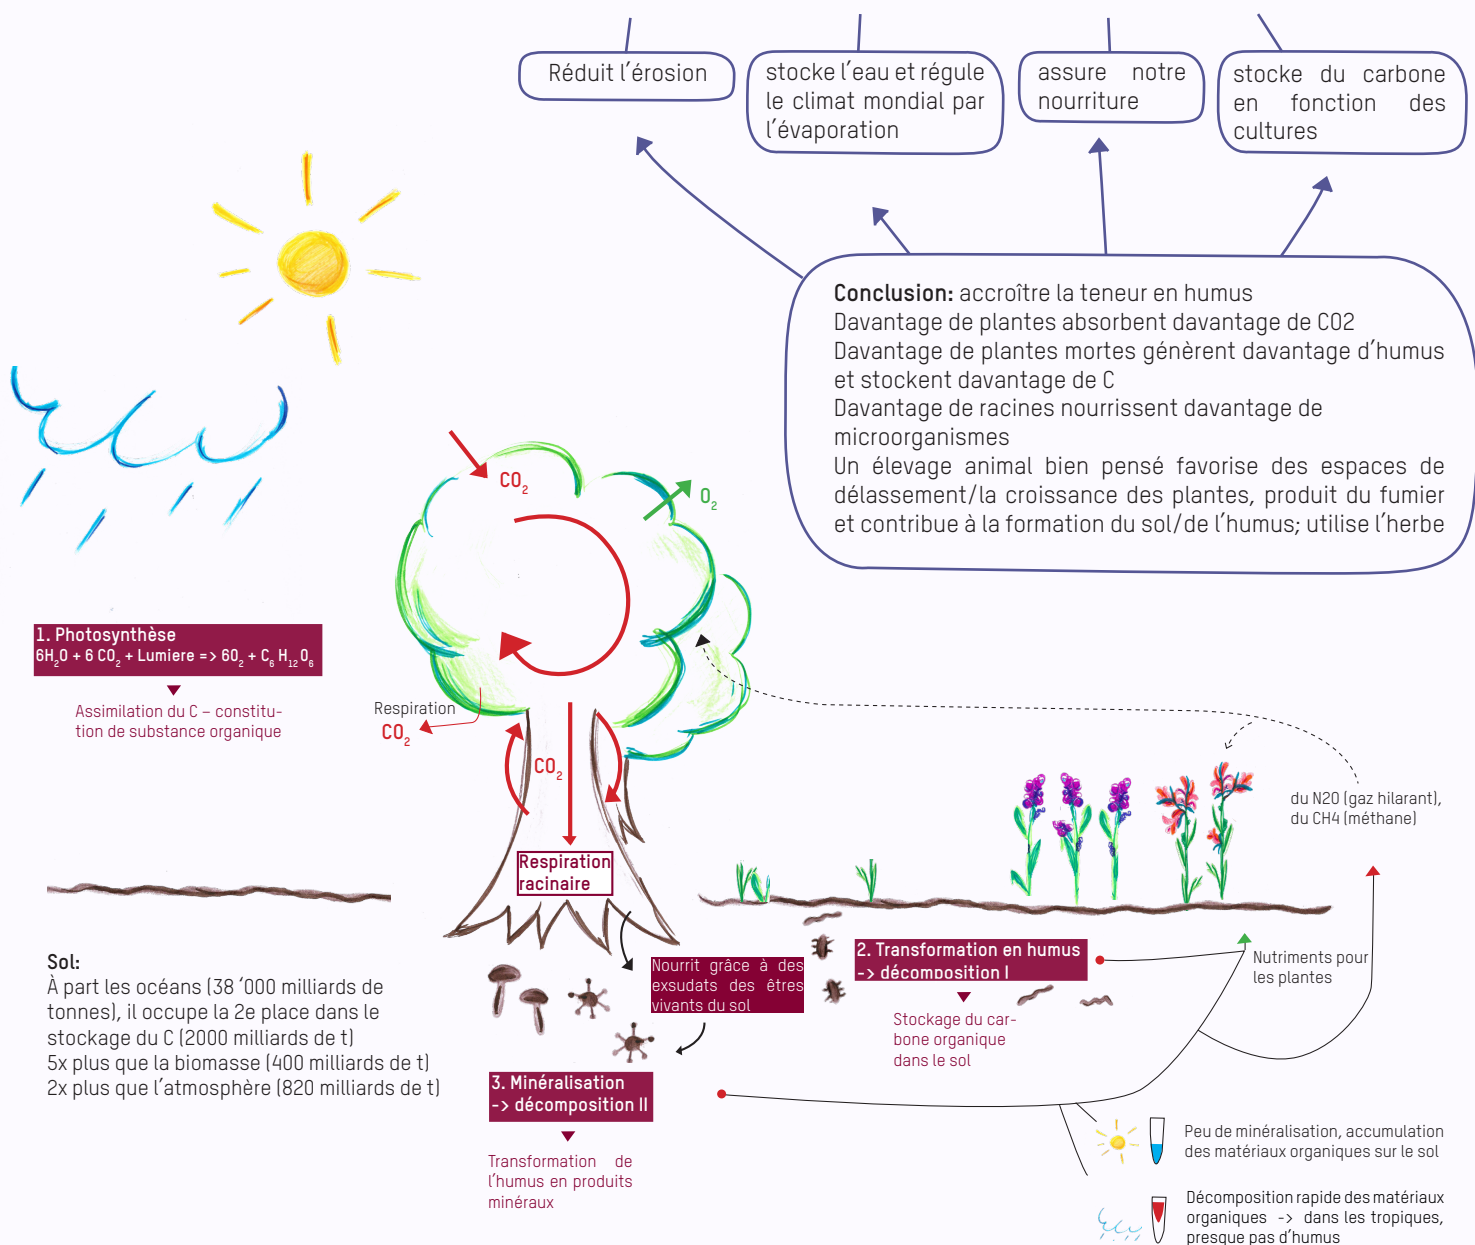 Réduit l'érosion
stocke l'eau et régule
le climat mondial par
l'évaporation
assure notre
nourriture
stocke du carbone
en fonction des
cultures
Conclusion: accroître la teneur en humus
Davantage de plantes absorbent davantage de CO2
Davantage de plantes mortes génèrent davantage d'humus
et stockent davantage de C
Davantage de racines nourrissent davantage de
microorganismes
Un élevage animal bien pensé favorise des espaces de
délassement/la croissance des plantes, produit du fumier
et contribue à la formation du sol/de l'humus; utilise l'herbe
CO₂
O₂
1. Photosynthèse
6H₂O + 6 CO₂ + Lumiere => 6O₂ + C₆ H₁₂ O₆
Assimilation du C – constitu-
tion de substance organique
Respiration
CO₂
CO₂
Respiration
racinaire
du N20 (gaz hilarant),
du CH4 (méthane)
Sol:
À part les océans (38 '000 milliards de
tonnes), il occupe la 2e place dans le
stockage du C (2000 milliards de t)
5x plus que la biomasse (400 milliards de t)
2x plus que l'atmosphère (820 milliards de t)
Nourrit grâce à des
exsudats des êtres
vivants du sol
2. Transformation en humus
-> décomposition I
Stockage du car-
bone organique
dans le sol
Nutriments pour
les plantes
3. Minéralisation
-> décomposition II
Transformation de
l'humus en produits
minéraux
Peu de minéralisation, accumulation
des matériaux organiques sur le sol
Décomposition rapide des matériaux
organiques -> dans les tropiques,
presque pas d'humus